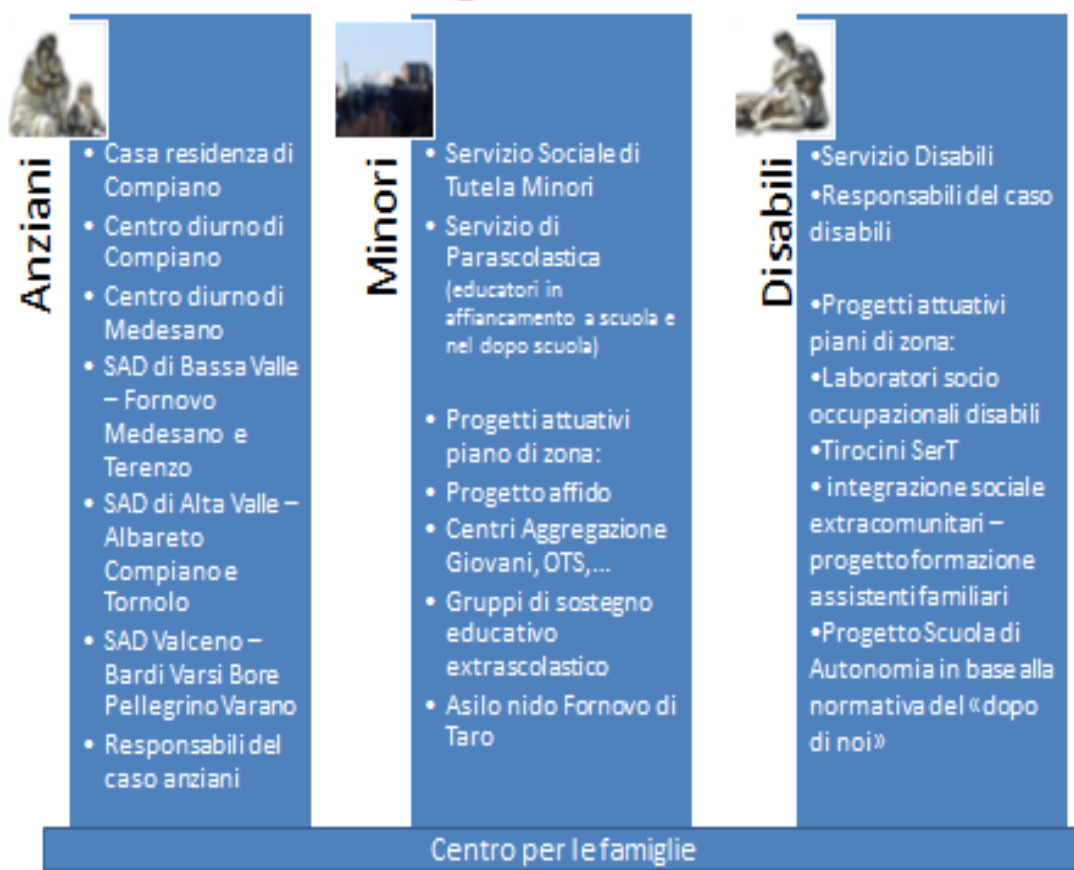 Anziani
• Casa residenza di
Compiano
• Centro diurno di
Compiano
• Centro diurno di
Medesano
• SAD di Bassa Valle
– Fornovo
Medesano e
Terenzo
• SAD di Alta Valle –
Albareto
Compiano e
Tornolo
• SAD Valceno –
Bardi Varsi Bore
Pellegrino Varano
• Responsabili del
caso anziani
Minori
• Servizio Sociale di
Tutela Minori
• Servizio di
Parascolastica
(educatori in
affiancamento a scuola e
nel dopo scuola)
• Progetti attuativi
piano di zona:
• Progetto affido
• Centri Aggregazione
Giovani, OTS,...
• Gruppi di sostegno
educativo
extrascolastico
• Asilo nido Fornovo di
Taro
Disabili
•Servizio Disabili
•Responsabili del caso
disabili
•Progetti attuativi
piani di zona:
•Laboratori socio
occupazionali disabili
•Tirocini SerT
• integrazione sociale
extracomunitari –
progetto formazione
assistenti familiari
•Progetto Scuola di
Autonomia in base alla
normativa del «dopo
di noi»
Centro per le famiglie